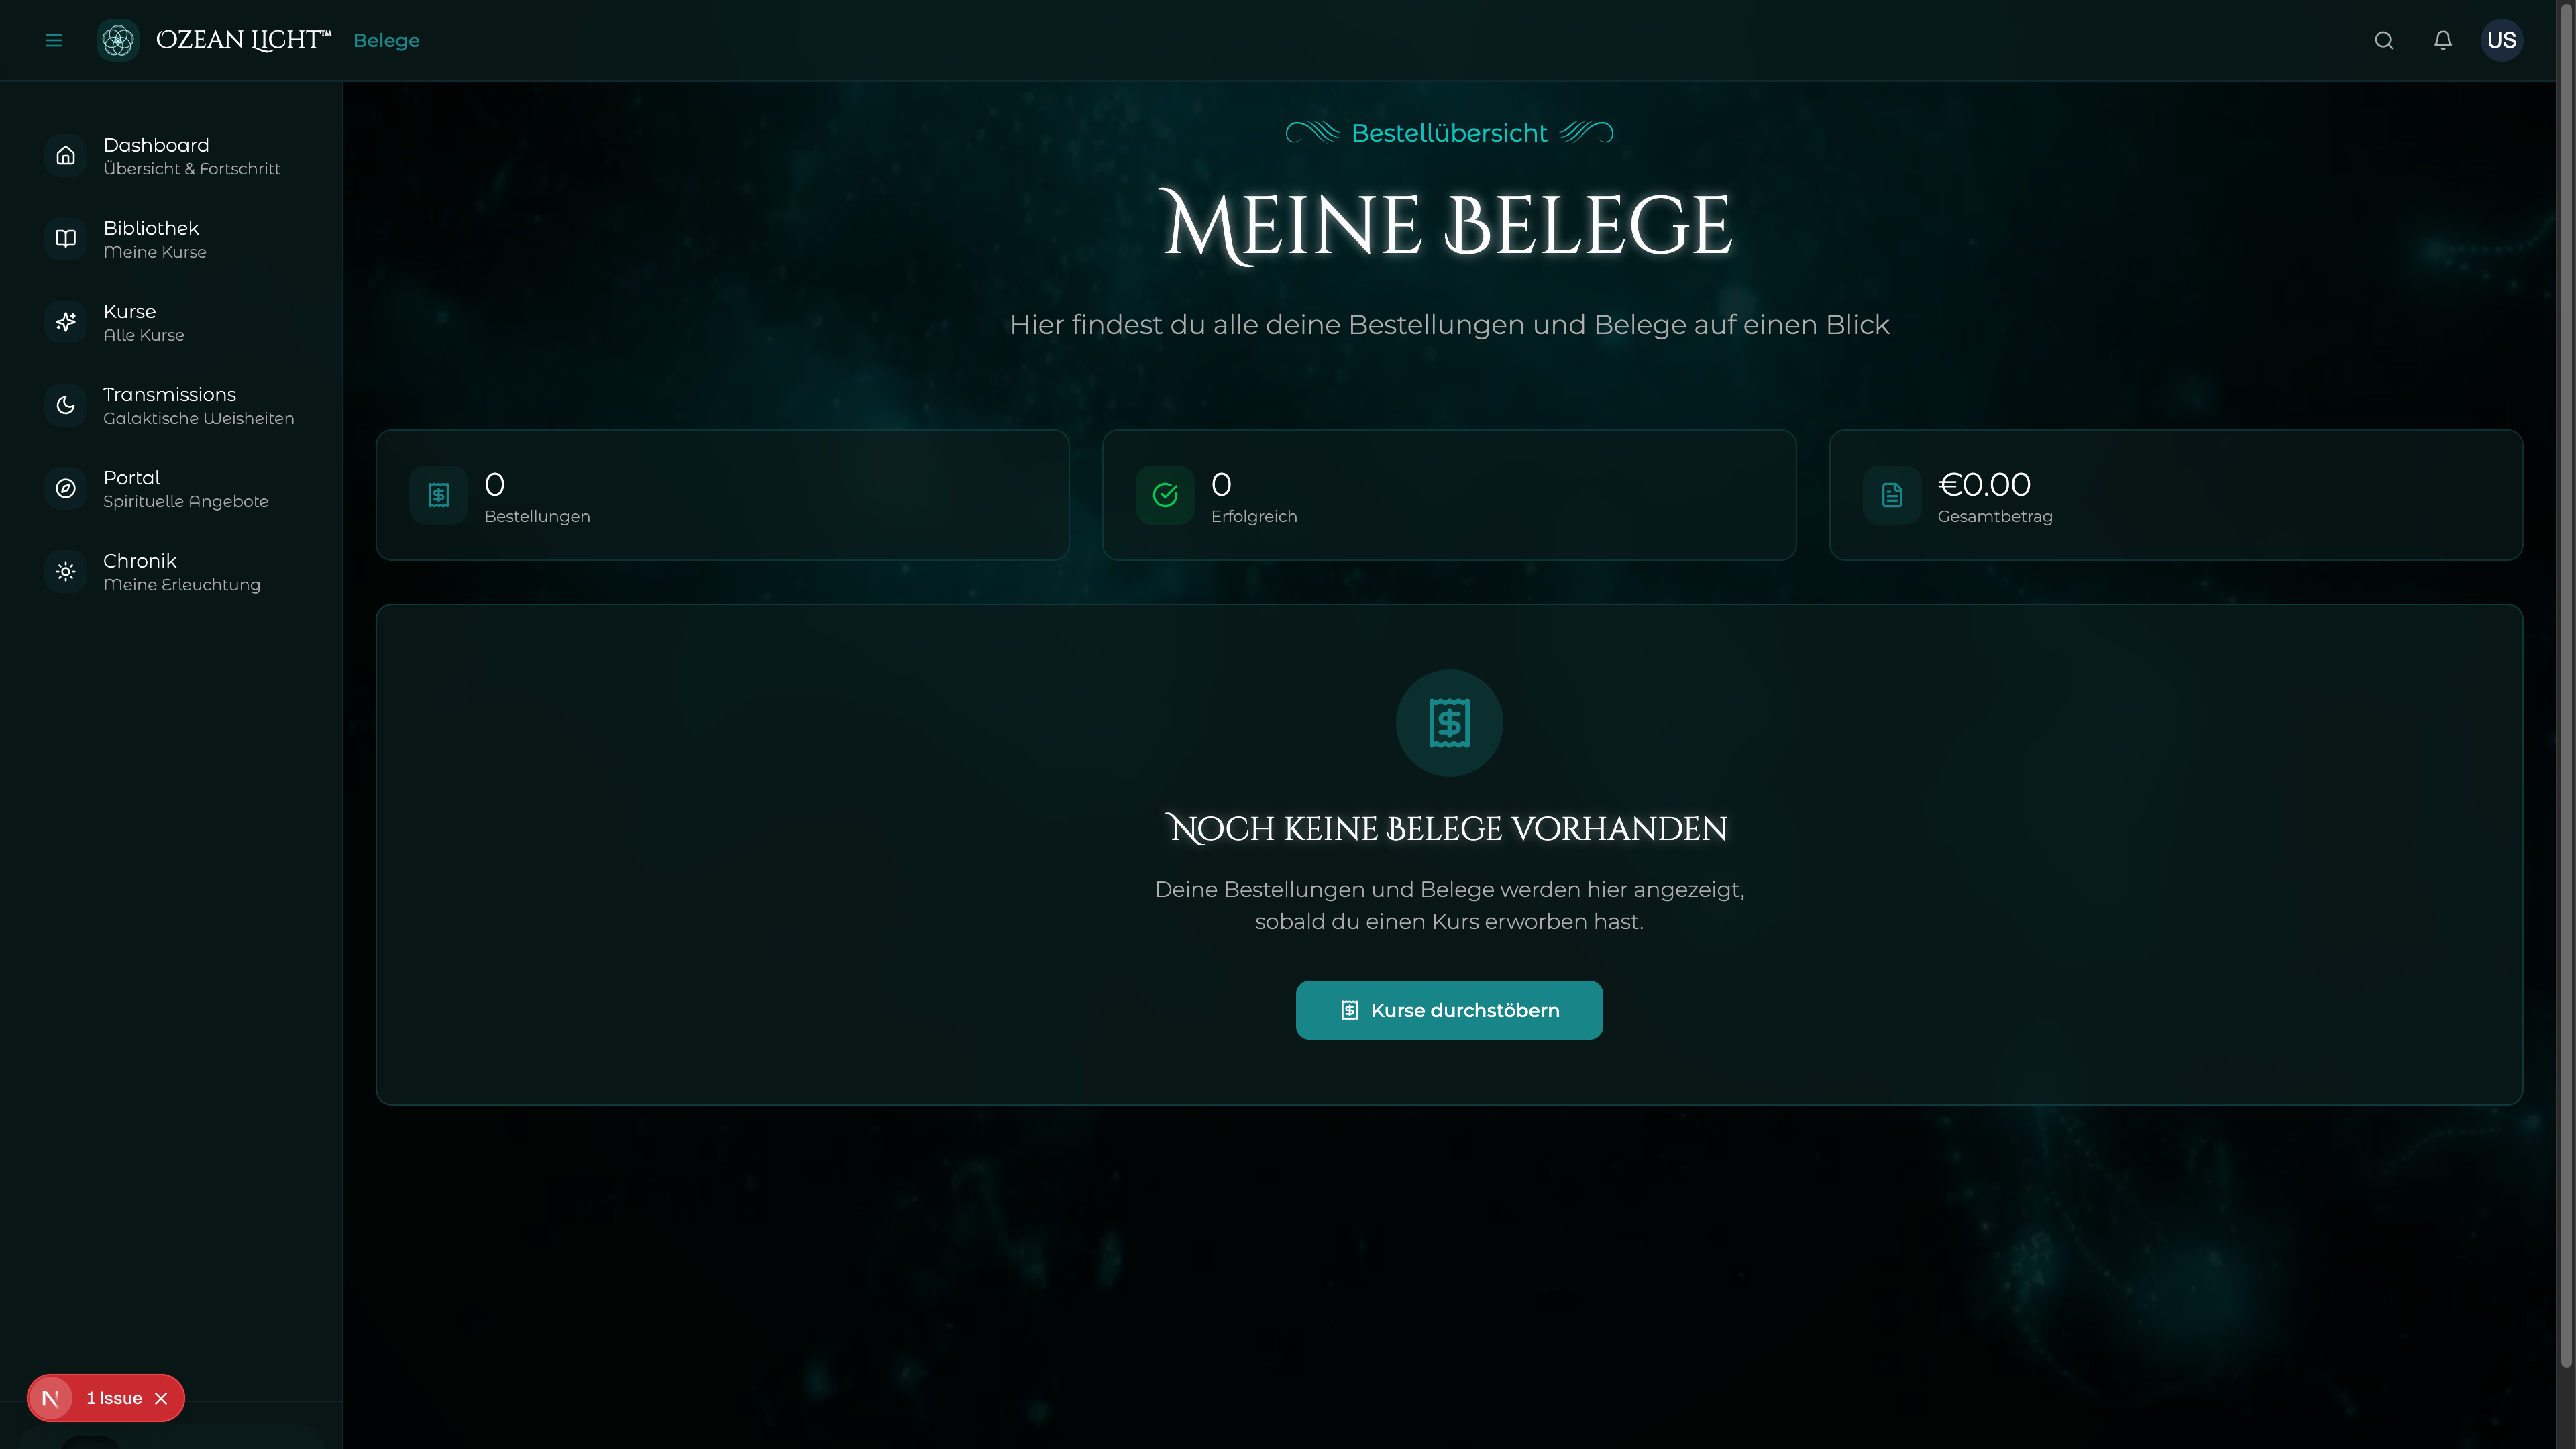 OZEAN LICHT™ Belege
US
Dashboard
Übersicht & Fortschritt
Bibliothek
Meine Kurse
Kurse
Alle Kurse
Transmissions
Galaktische Weisheiten
Portal
Spirituelle Angebote
Chronik
Meine Erleuchtung
N 1 Issue
Bestellübersicht
MEINE BELEGE
Hier findest du alle deine Bestellungen und Belege auf einen Blick
0
Bestellungen
0
Erfolgreich
€0.00
Gesamtbetrag
NOCH KEINE BELEGE VORHANDEN
Deine Bestellungen und Belege werden hier angezeigt,
sobald du einen Kurs erworben hast.
Kurse durchstöbern